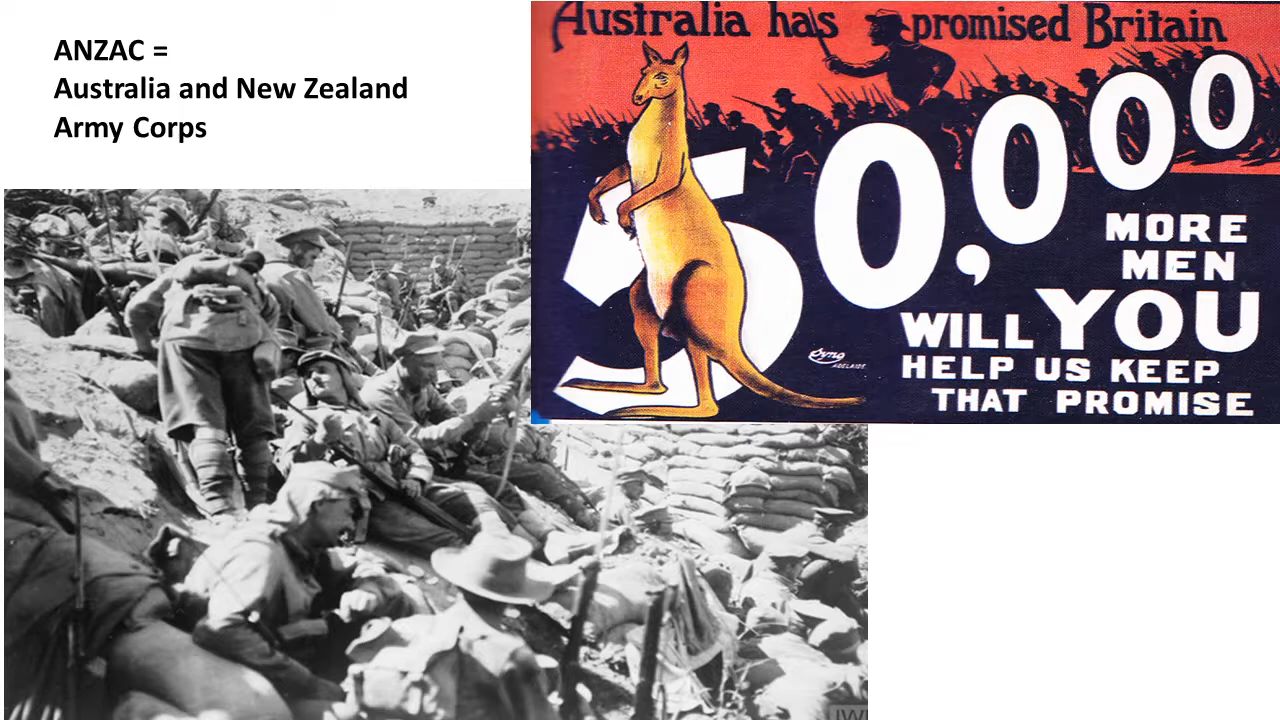 ANZAC =
Australia and New Zealand
Army Corps
Australia has promised Britain
50,000
MORE
MEN
WILL YOU
HELP US KEEP
THAT PROMISE
ADELAIDE